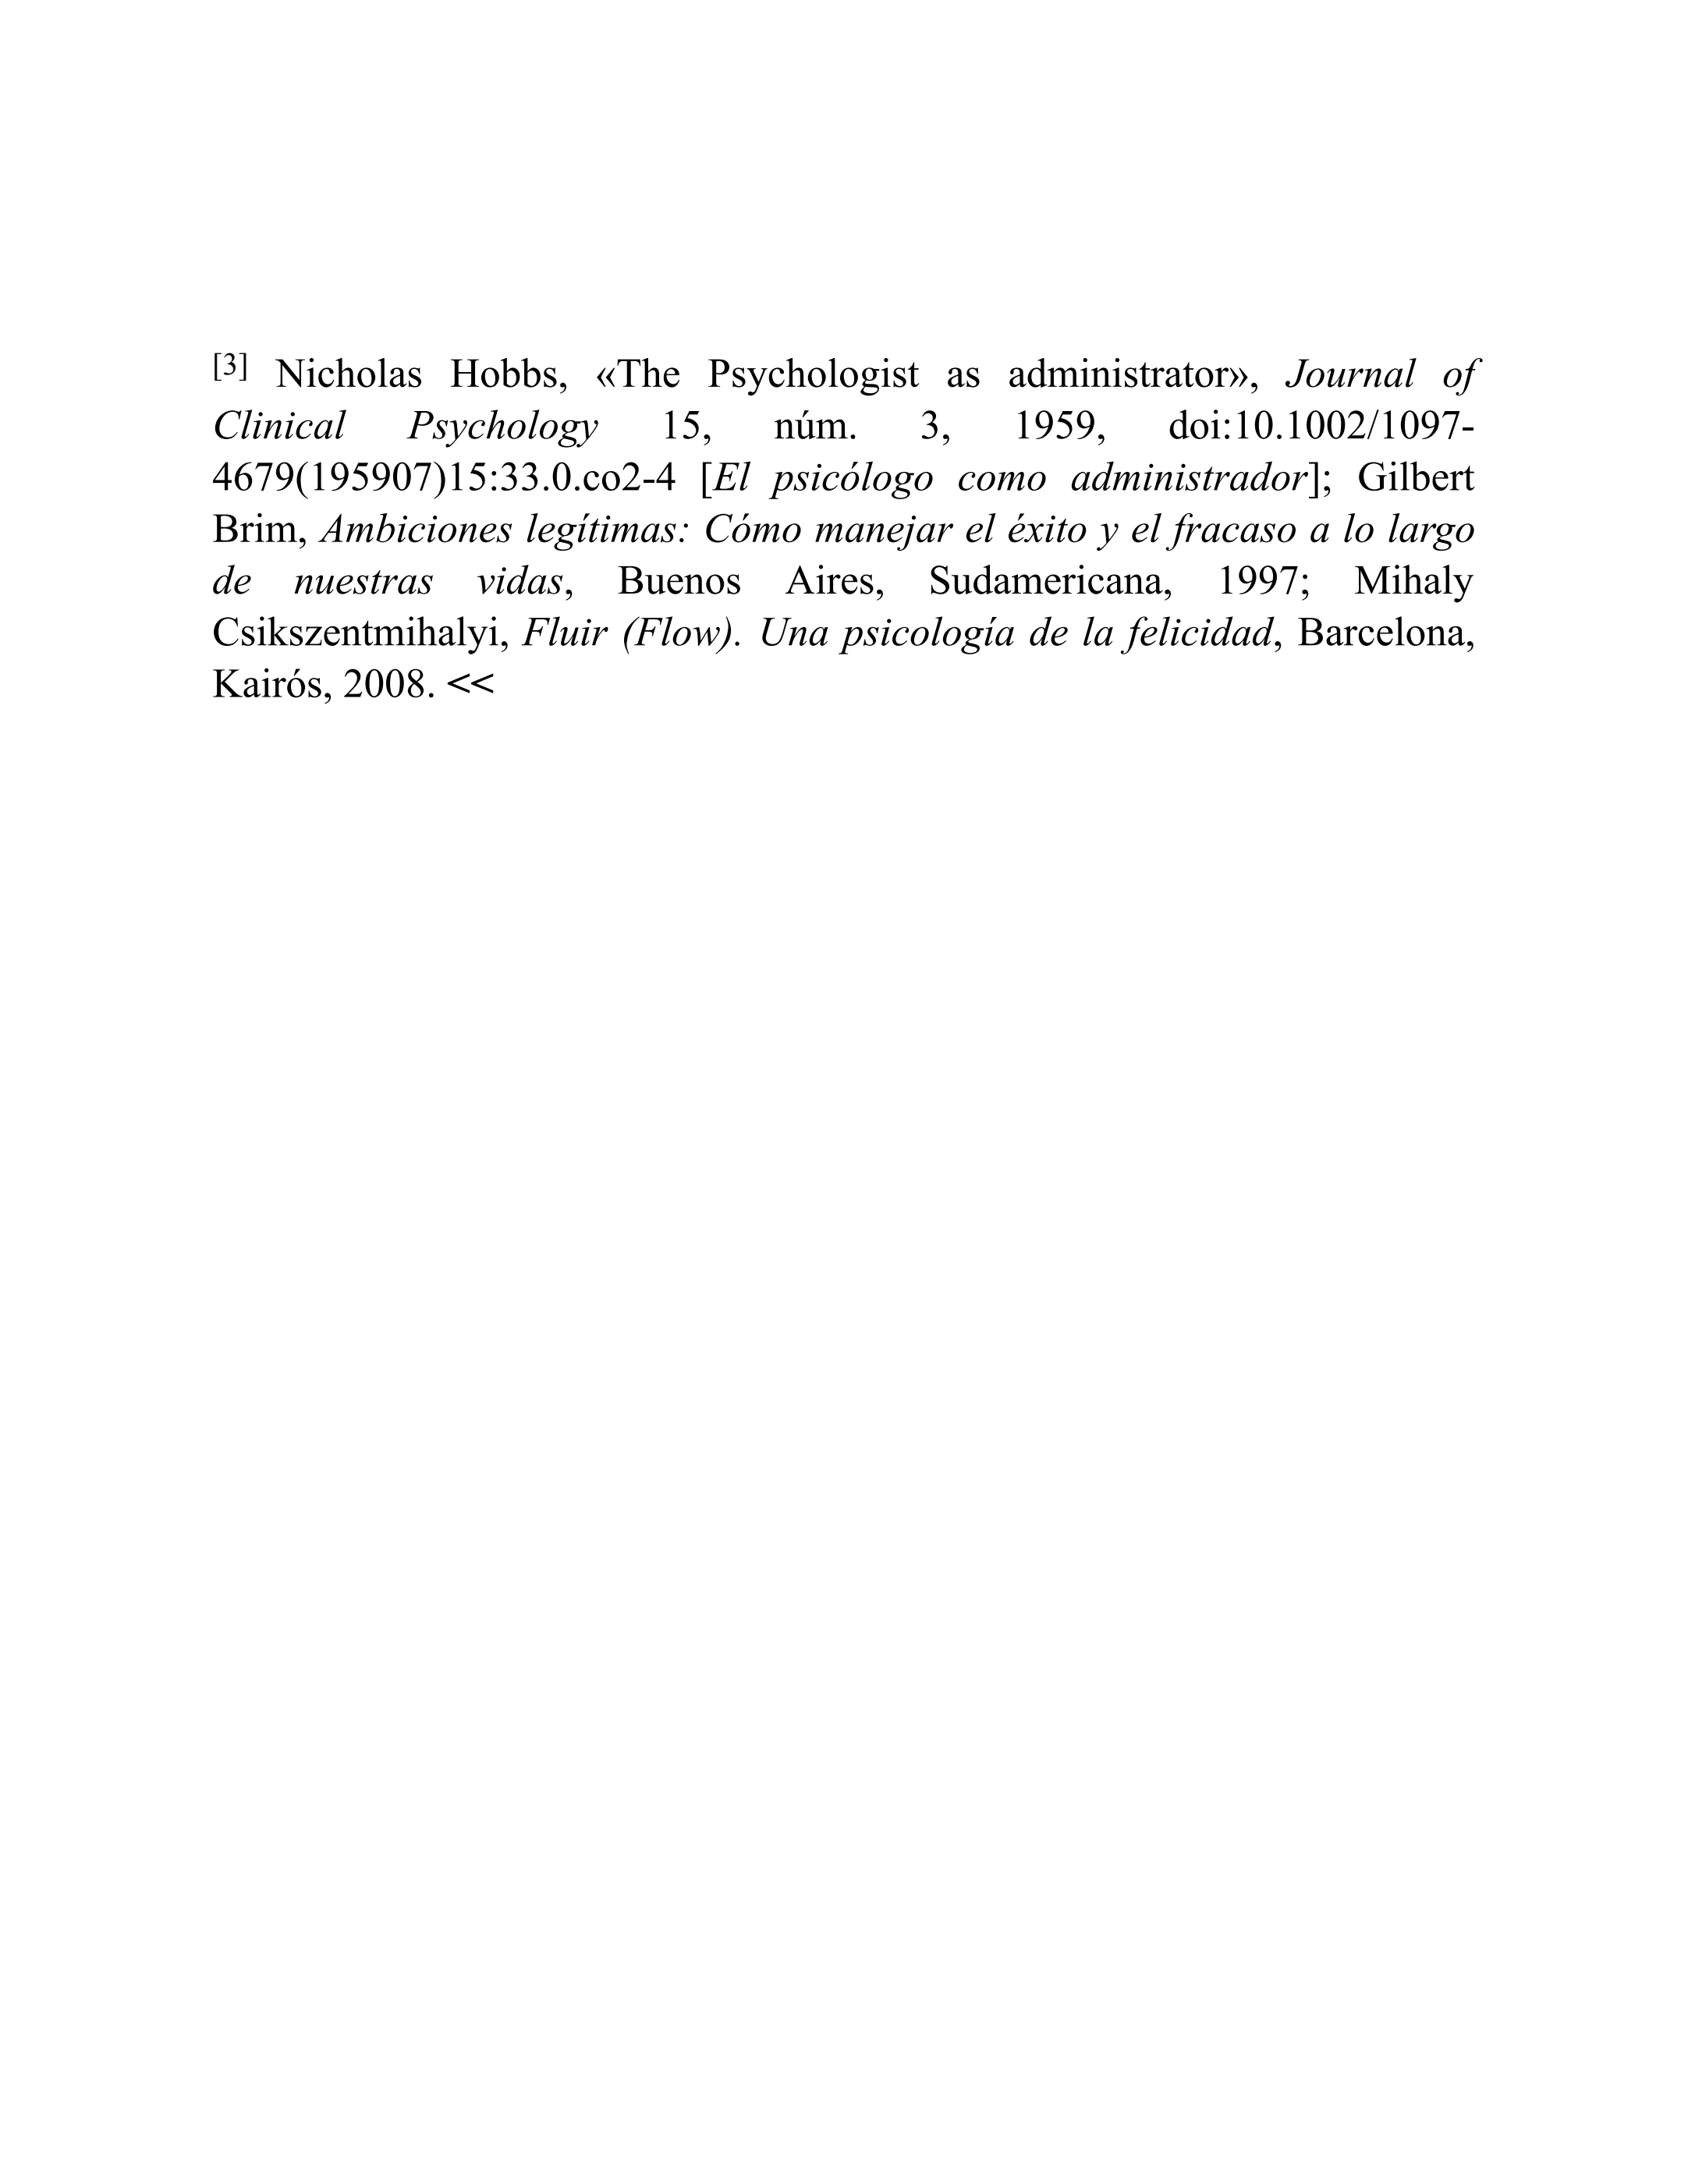 [3] Nicholas Hobbs, «The Psychologist as administrator», Journal of
Clinical Psychology 15, núm. 3, 1959, doi:10.1002/1097-
4679(195907)15:33.0.co2-4 [El psicólogo como administrador]; Gilbert
Brim, Ambiciones legítimas: Cómo manejar el éxito y el fracaso a lo largo
de nuestras vidas, Buenos Aires, Sudamericana, 1997; Mihaly
Csikszentmihalyi, Fluir (Flow). Una psicología de la felicidad, Barcelona,
Kairós, 2008. <<